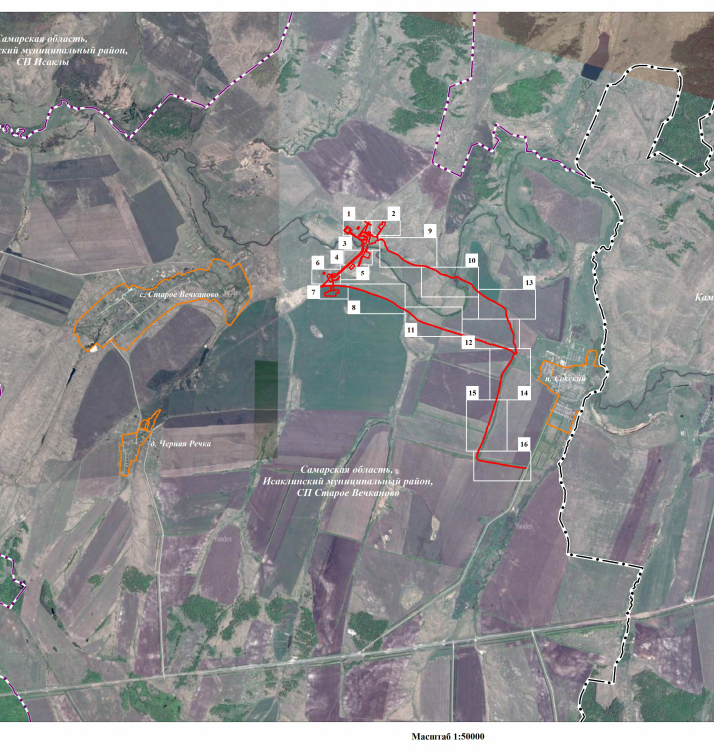 Самарская область,
ский муниципальный район,
СП Исаклы
1
2
3
9
4
10
6
5
13
7
8
11
12
с. Старое Вечканово
п. Сокский
15
14
д. Черная Речка
16
Самарская область,
Исаклинский муниципальный район,
СП Старое Вечканово
Кам
Yandex
Yandex
Масштаб 1:50000